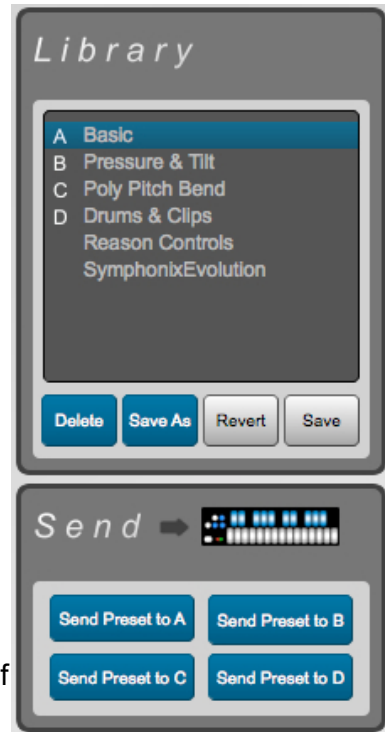 Library
A Basic
B Pressure & Tilt
C Poly Pitch Bend
D Drums & Clips
Reason Controls
SymphonixEvolution
Delete Save As Revert Save
Send
Send Preset to A Send Preset to B
f
Send Preset to C Send Preset to D